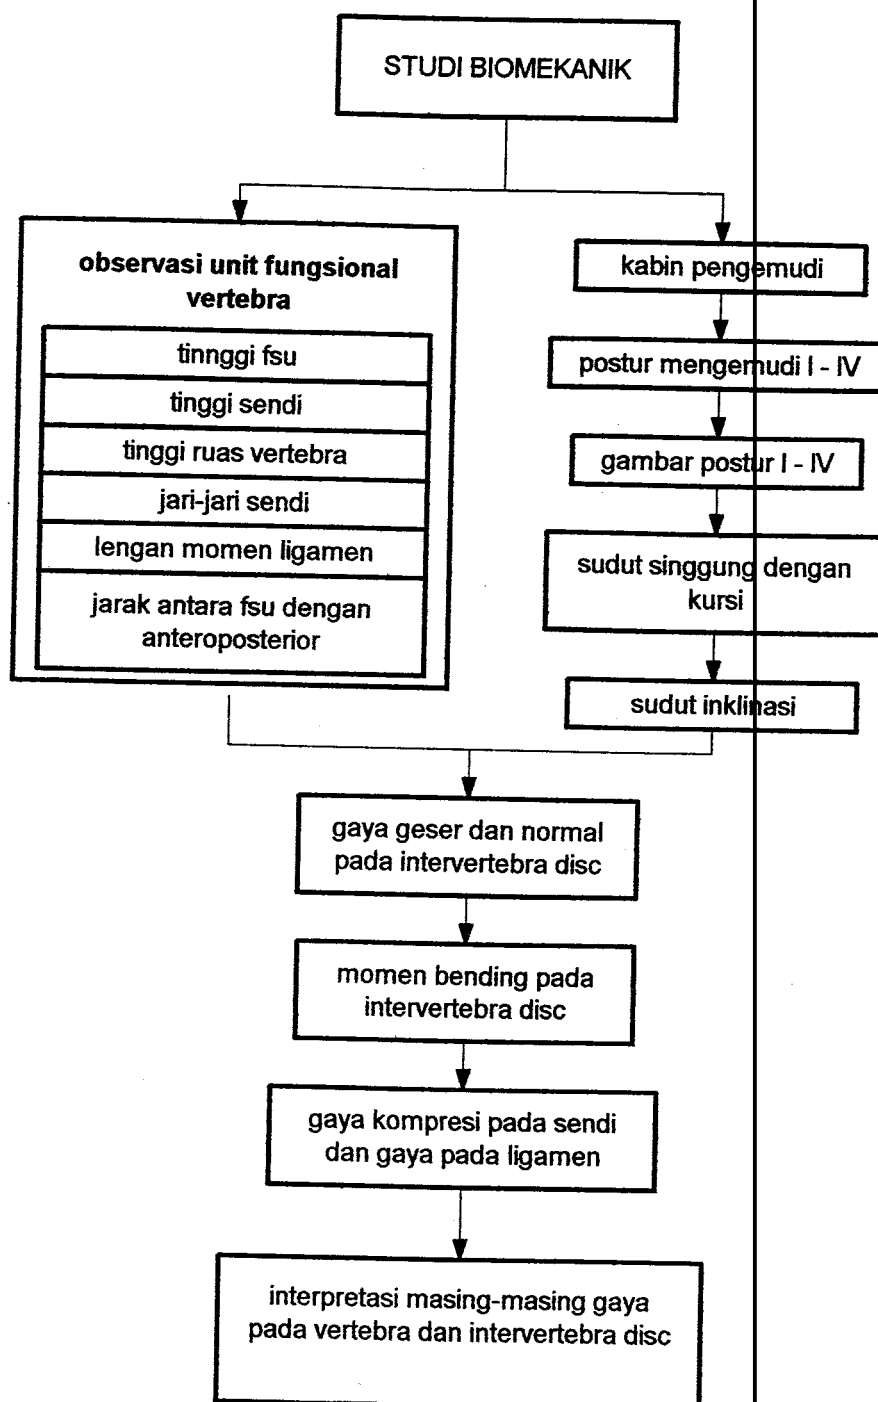 STUDI BIOMEKANIK
observasi unit fungsional
vertebra
tinnggi fsu
tinggi sendi
tinggi ruas vertebra
jari-jari sendi
lengan momen ligamen
jarak antara fsu dengan
anteroposterior
kabin pengemudi
postur mengemudi I - IV
gambar postur I - IV
sudut singgung dengan
kursi
sudut inklinasi
gaya geser dan normal
pada intervertebra disc
momen bending pada
intervertebra disc
gaya kompresi pada sendi
dan gaya pada ligamen
interpretasi masing-masing gaya
pada vertebra dan intervertebra disc